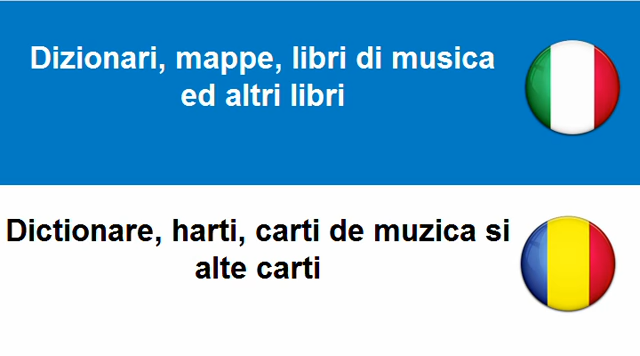 Dizionari, mappe, libri di musica
ed altri libri
Dictionare, harti, carti de muzica si
alte carti